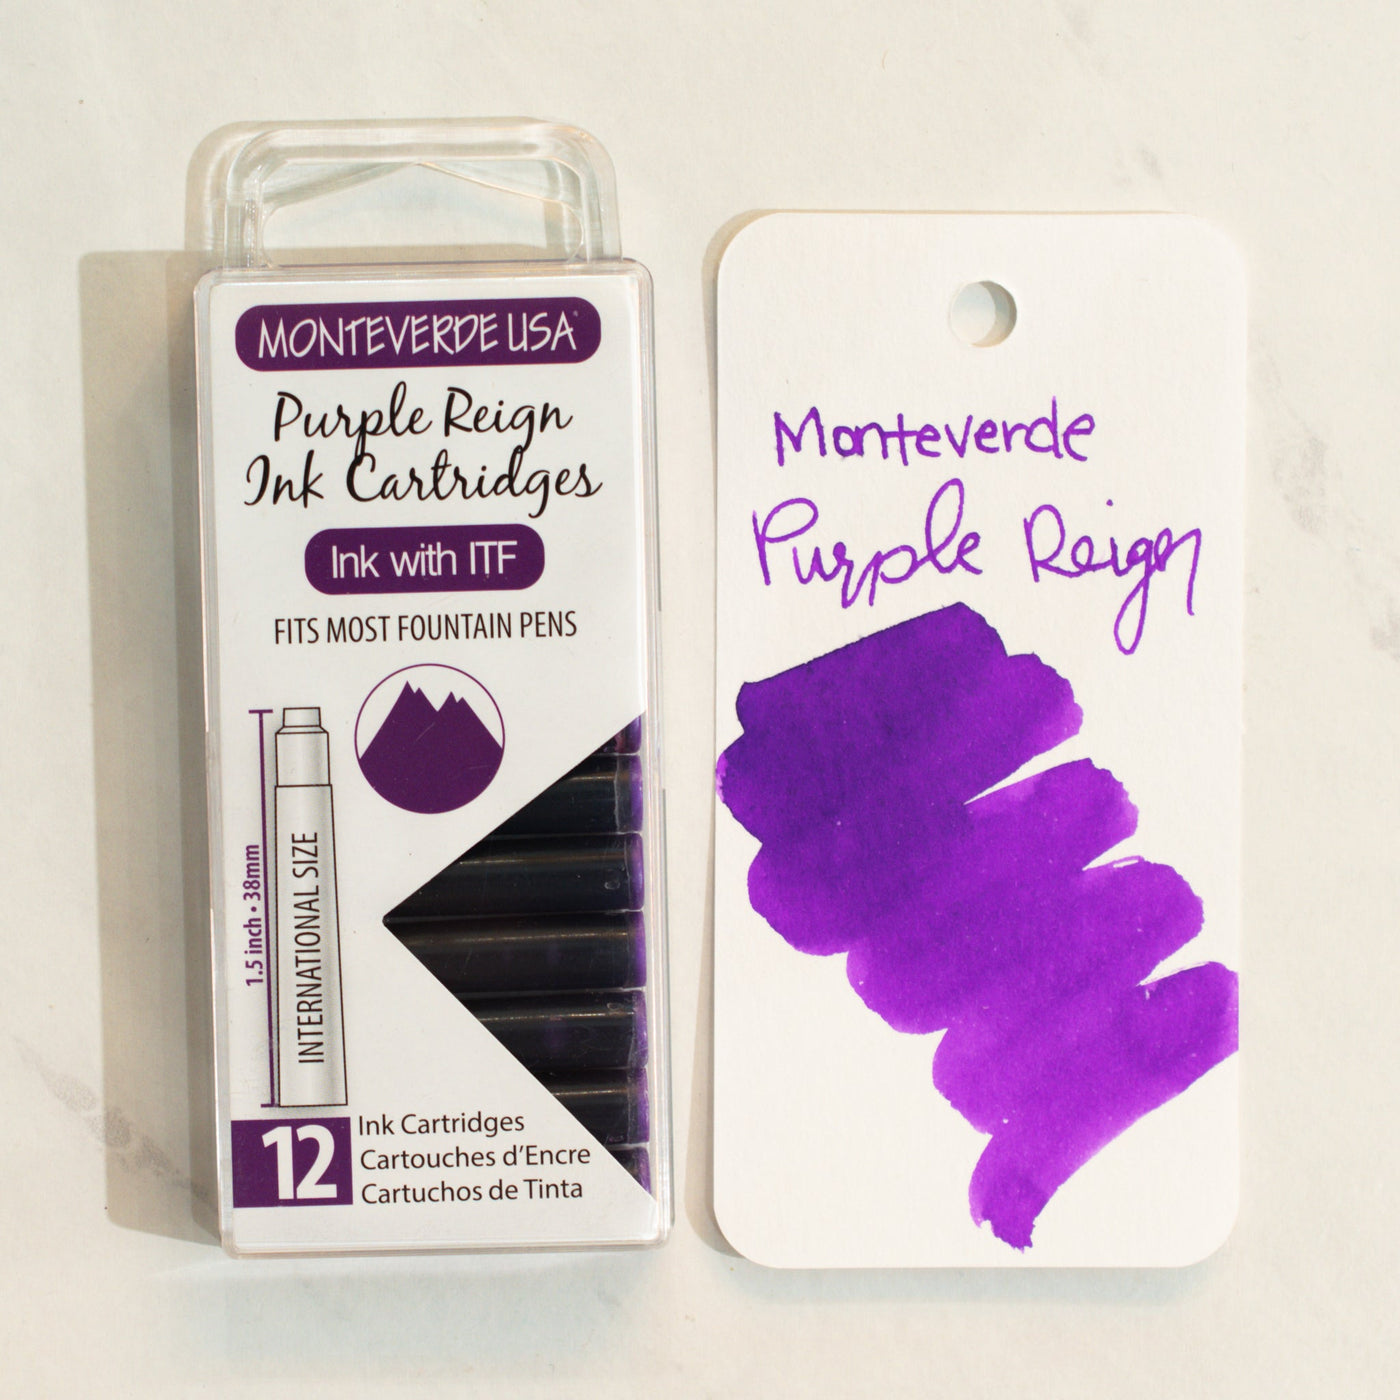 MONTEVERDE USA®
Purple Reign
Ink Cartridges
Ink with ITF
FITS MOST FOUNTAIN PENS
1.5 inch • 38mm
INTERNATIONAL SIZE
12
Ink Cartridges
Cartouches d'Encre
Cartuchos de Tinta
Monteverde
Purple Reign